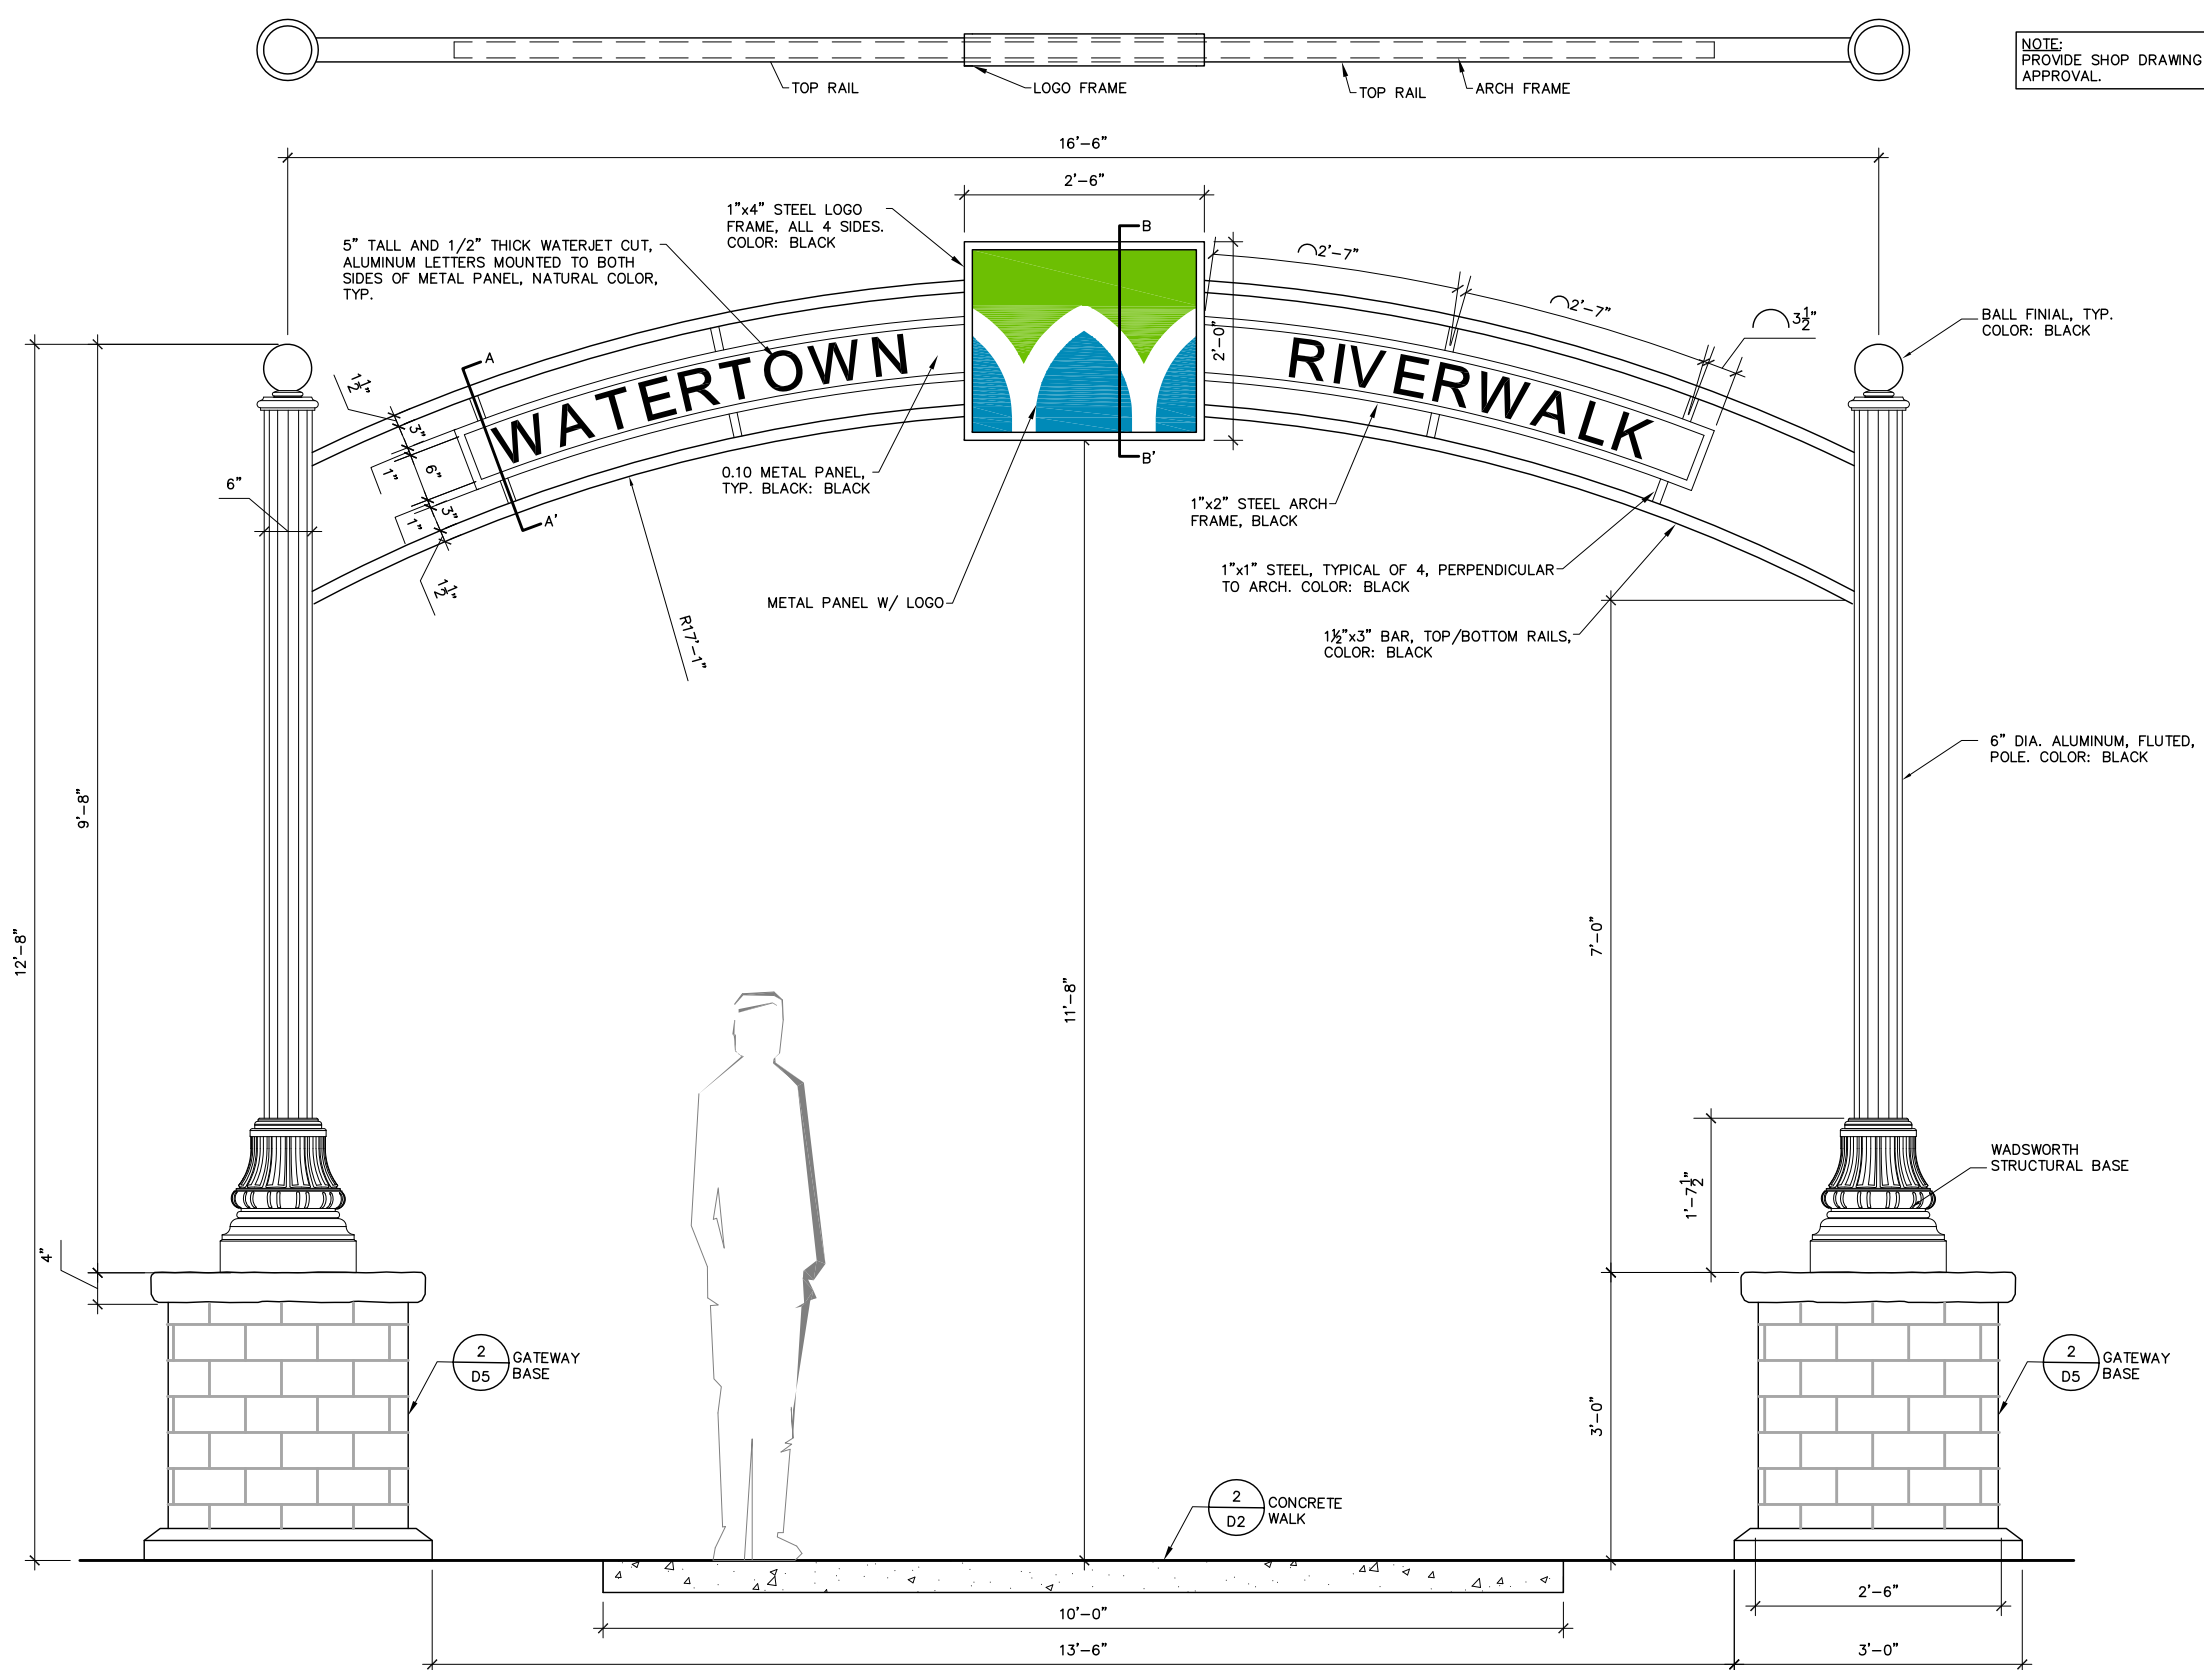 TOP RAIL
LOGO FRAME
TOP RAIL
ARCH FRAME
NOTE:
PROVIDE SHOP DRAWING
APPROVAL.
16'-6"
2'-6"
1"x4" STEEL LOGO
FRAME, ALL 4 SIDES.
COLOR: BLACK
5" TALL AND 1/2" THICK WATERJET CUT,
ALUMINUM LETTERS MOUNTED TO BOTH
SIDES OF METAL PANEL, NATURAL COLOR,
TYP.
B
2'-7"
2'-7"
3½"
BALL FINIAL, TYP.
COLOR: BLACK
2'-0"
A
WATERTOWN
RIVERWALK
1½"
3"
6"
1"
3"
1"
1½"
6"
A'
B'
0.10 METAL PANEL,
TYP. BLACK: BLACK
1"x2" STEEL ARCH
FRAME, BLACK
1"x1" STEEL, TYPICAL OF 4, PERPENDICULAR
TO ARCH. COLOR: BLACK
METAL PANEL W/ LOGO
R17'-1"
1½"x3" BAR, TOP/BOTTOM RAILS,
COLOR: BLACK
6" DIA. ALUMINUM, FLUTED,
POLE. COLOR: BLACK
9'-8"
12'-8"
11'-8"
7'-0"
WADSWORTH
STRUCTURAL BASE
1'-7½"
4"
2
D5
GATEWAY
BASE
2
D5
GATEWAY
BASE
3'-0"
2
D2
CONCRETE
WALK
10'-0"
2'-6"
13'-6"
3'-0"